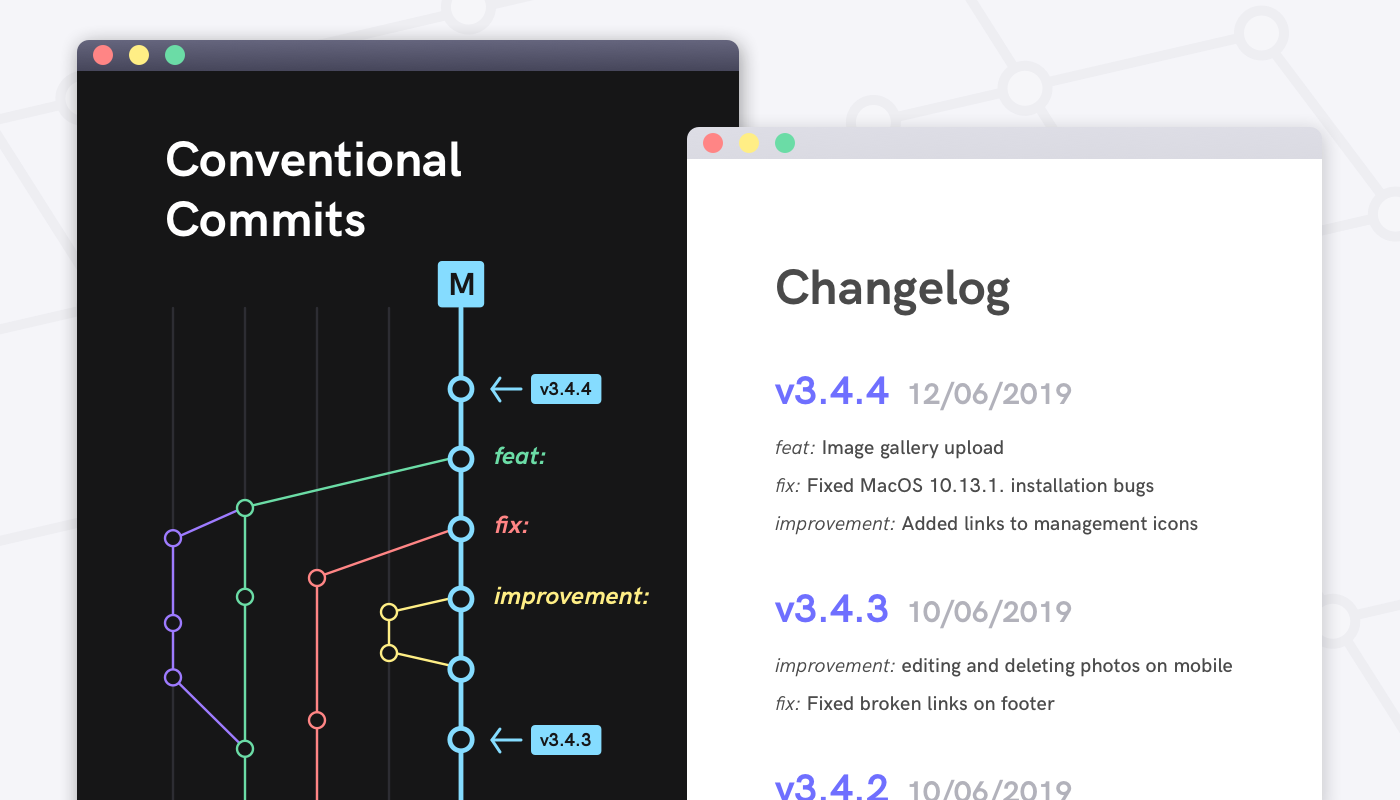 Conventional
Commits
M
v3.4.4
feat:
fix:
improvement:
v3.4.3
Changelog
v3.4.4 12/06/2019
feat: Image gallery upload
fix: Fixed MacOS 10.13.1. installation bugs
improvement: Added links to management icons
v3.4.3 10/06/2019
improvement: editing and deleting photos on mobile
fix: Fixed broken links on footer
v3.4.2 10/06/2019